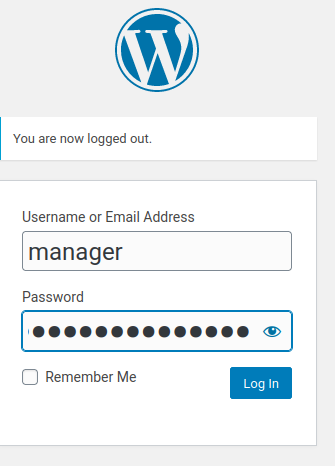 You are now logged out.
Username or Email Address
manager
Password
Remember Me
Log In